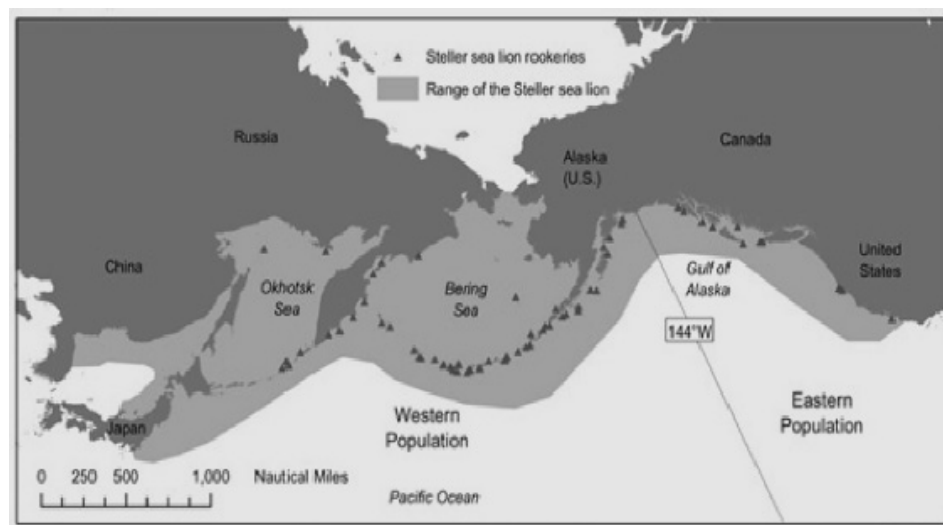 Steller sea lion rookeries
Range of the Steller sea lion
Russia
Canada
Alaska
(U.S.)
China
United
States
Okhotsk
Sea
Bering
Sea
Gulf of
Alaska
144°W
Western
Population
Eastern
Population
Japan
0 250 500 1,000 Nautical Miles
Pacific Ocean